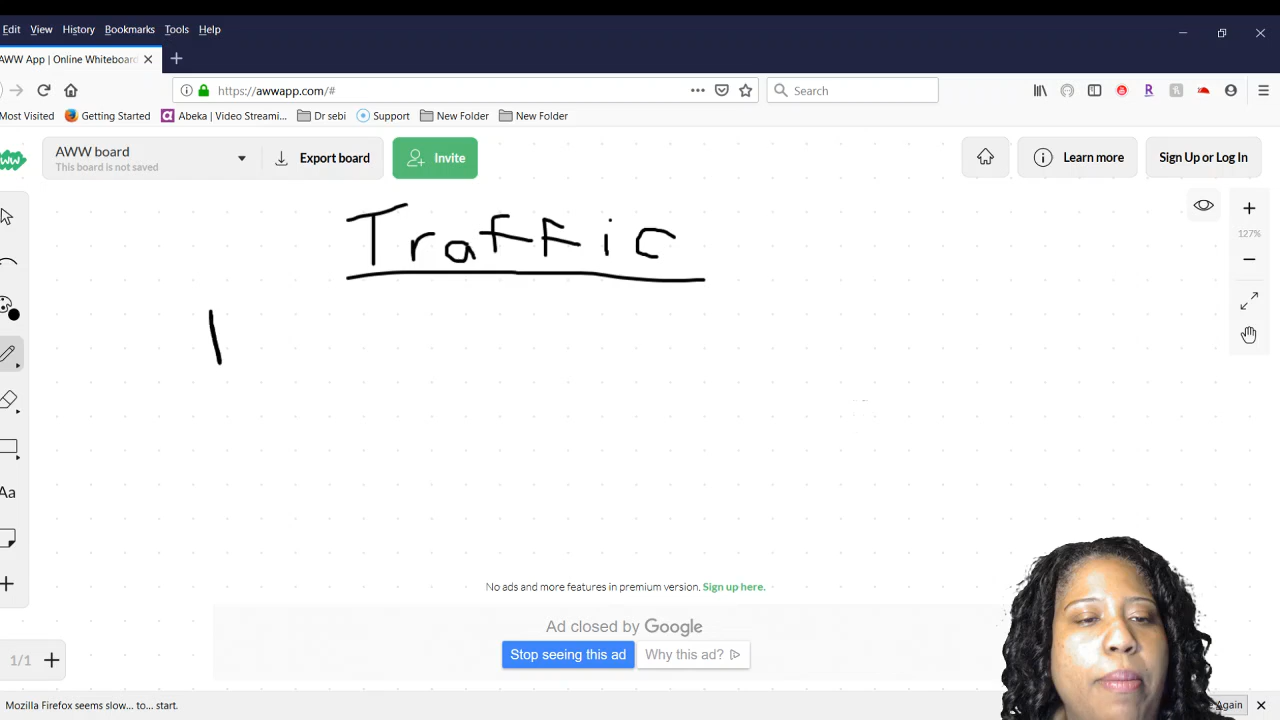 Edit View History Bookmarks Tools Help
AWW App | Online Whiteboard
https://awwapp.com/# Search
Most Visited Getting Started Abeka | Video Streami... Dr sebi Support New Folder New Folder
AWW board
This board is not saved
Export board
Invite
Learn more
Sign Up or Log In
Traffic
127%
Aa
No ads and more features in premium version. Sign up here.
Ad closed by Google
Stop seeing this ad Why this ad?
1/1
Mozilla Firefox seems slow... to... start.
Again